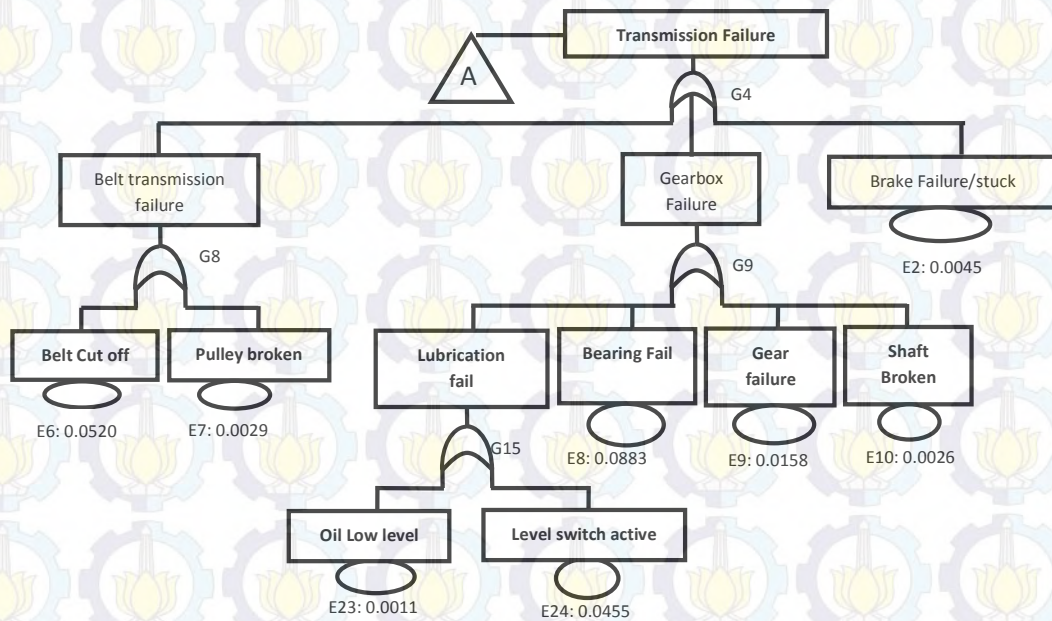 Transmission Failure
A
G4
Belt transmission
failure
Gearbox
Failure
Brake Failure/stuck
G8
G9
E2: 0.0045
Belt Cut off
Pulley broken
Lubrication
fail
Bearing Fail
Gear
failure
Shaft
Broken
E6: 0.0520
E7: 0.0029
G15
E8: 0.0883
E9: 0.0158
E10: 0.0026
Oil Low level
Level switch active
E23: 0.0011
E24: 0.0455